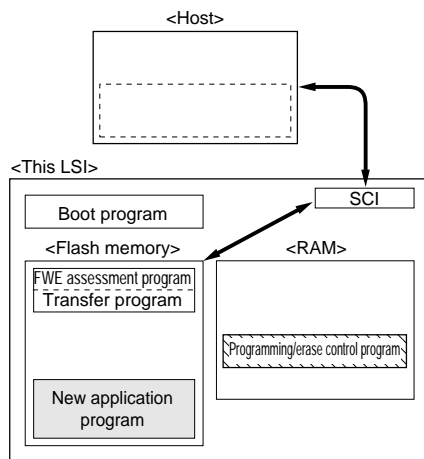 <Host>
<This LSI>
SCI
Boot program
<Flash memory>
<RAM>
FWE assessment program
Transfer program
Programming/erase control program
New application
program